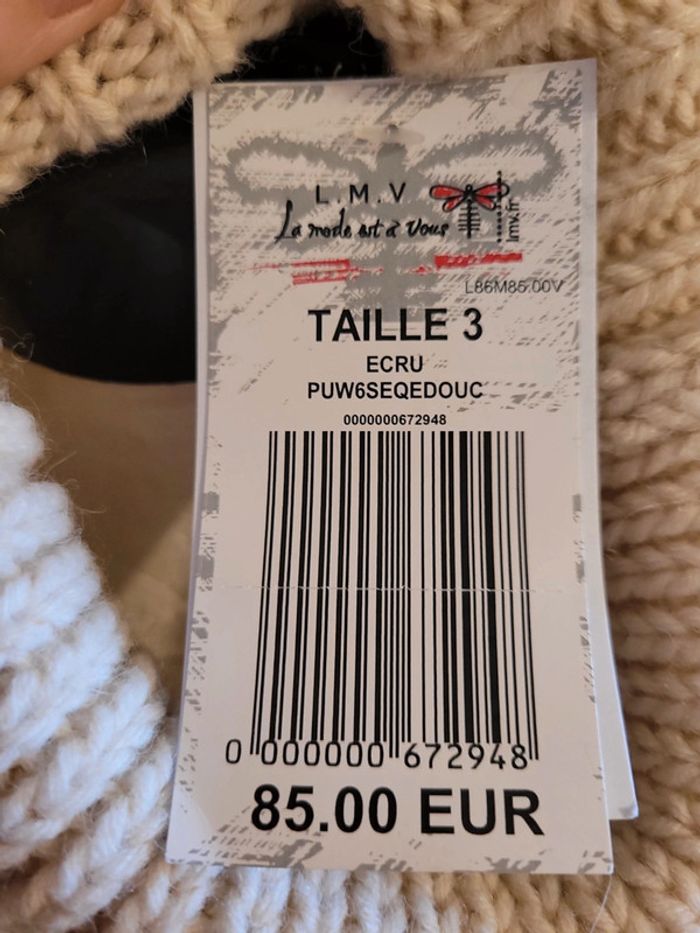 L.M.V
La mode est à Vous
lmv.fr
L86M85.00V
TAILLE 3
ECRU
PUW6SEQEDOUC
0000000672948
0 000000 672948
85.00 EUR